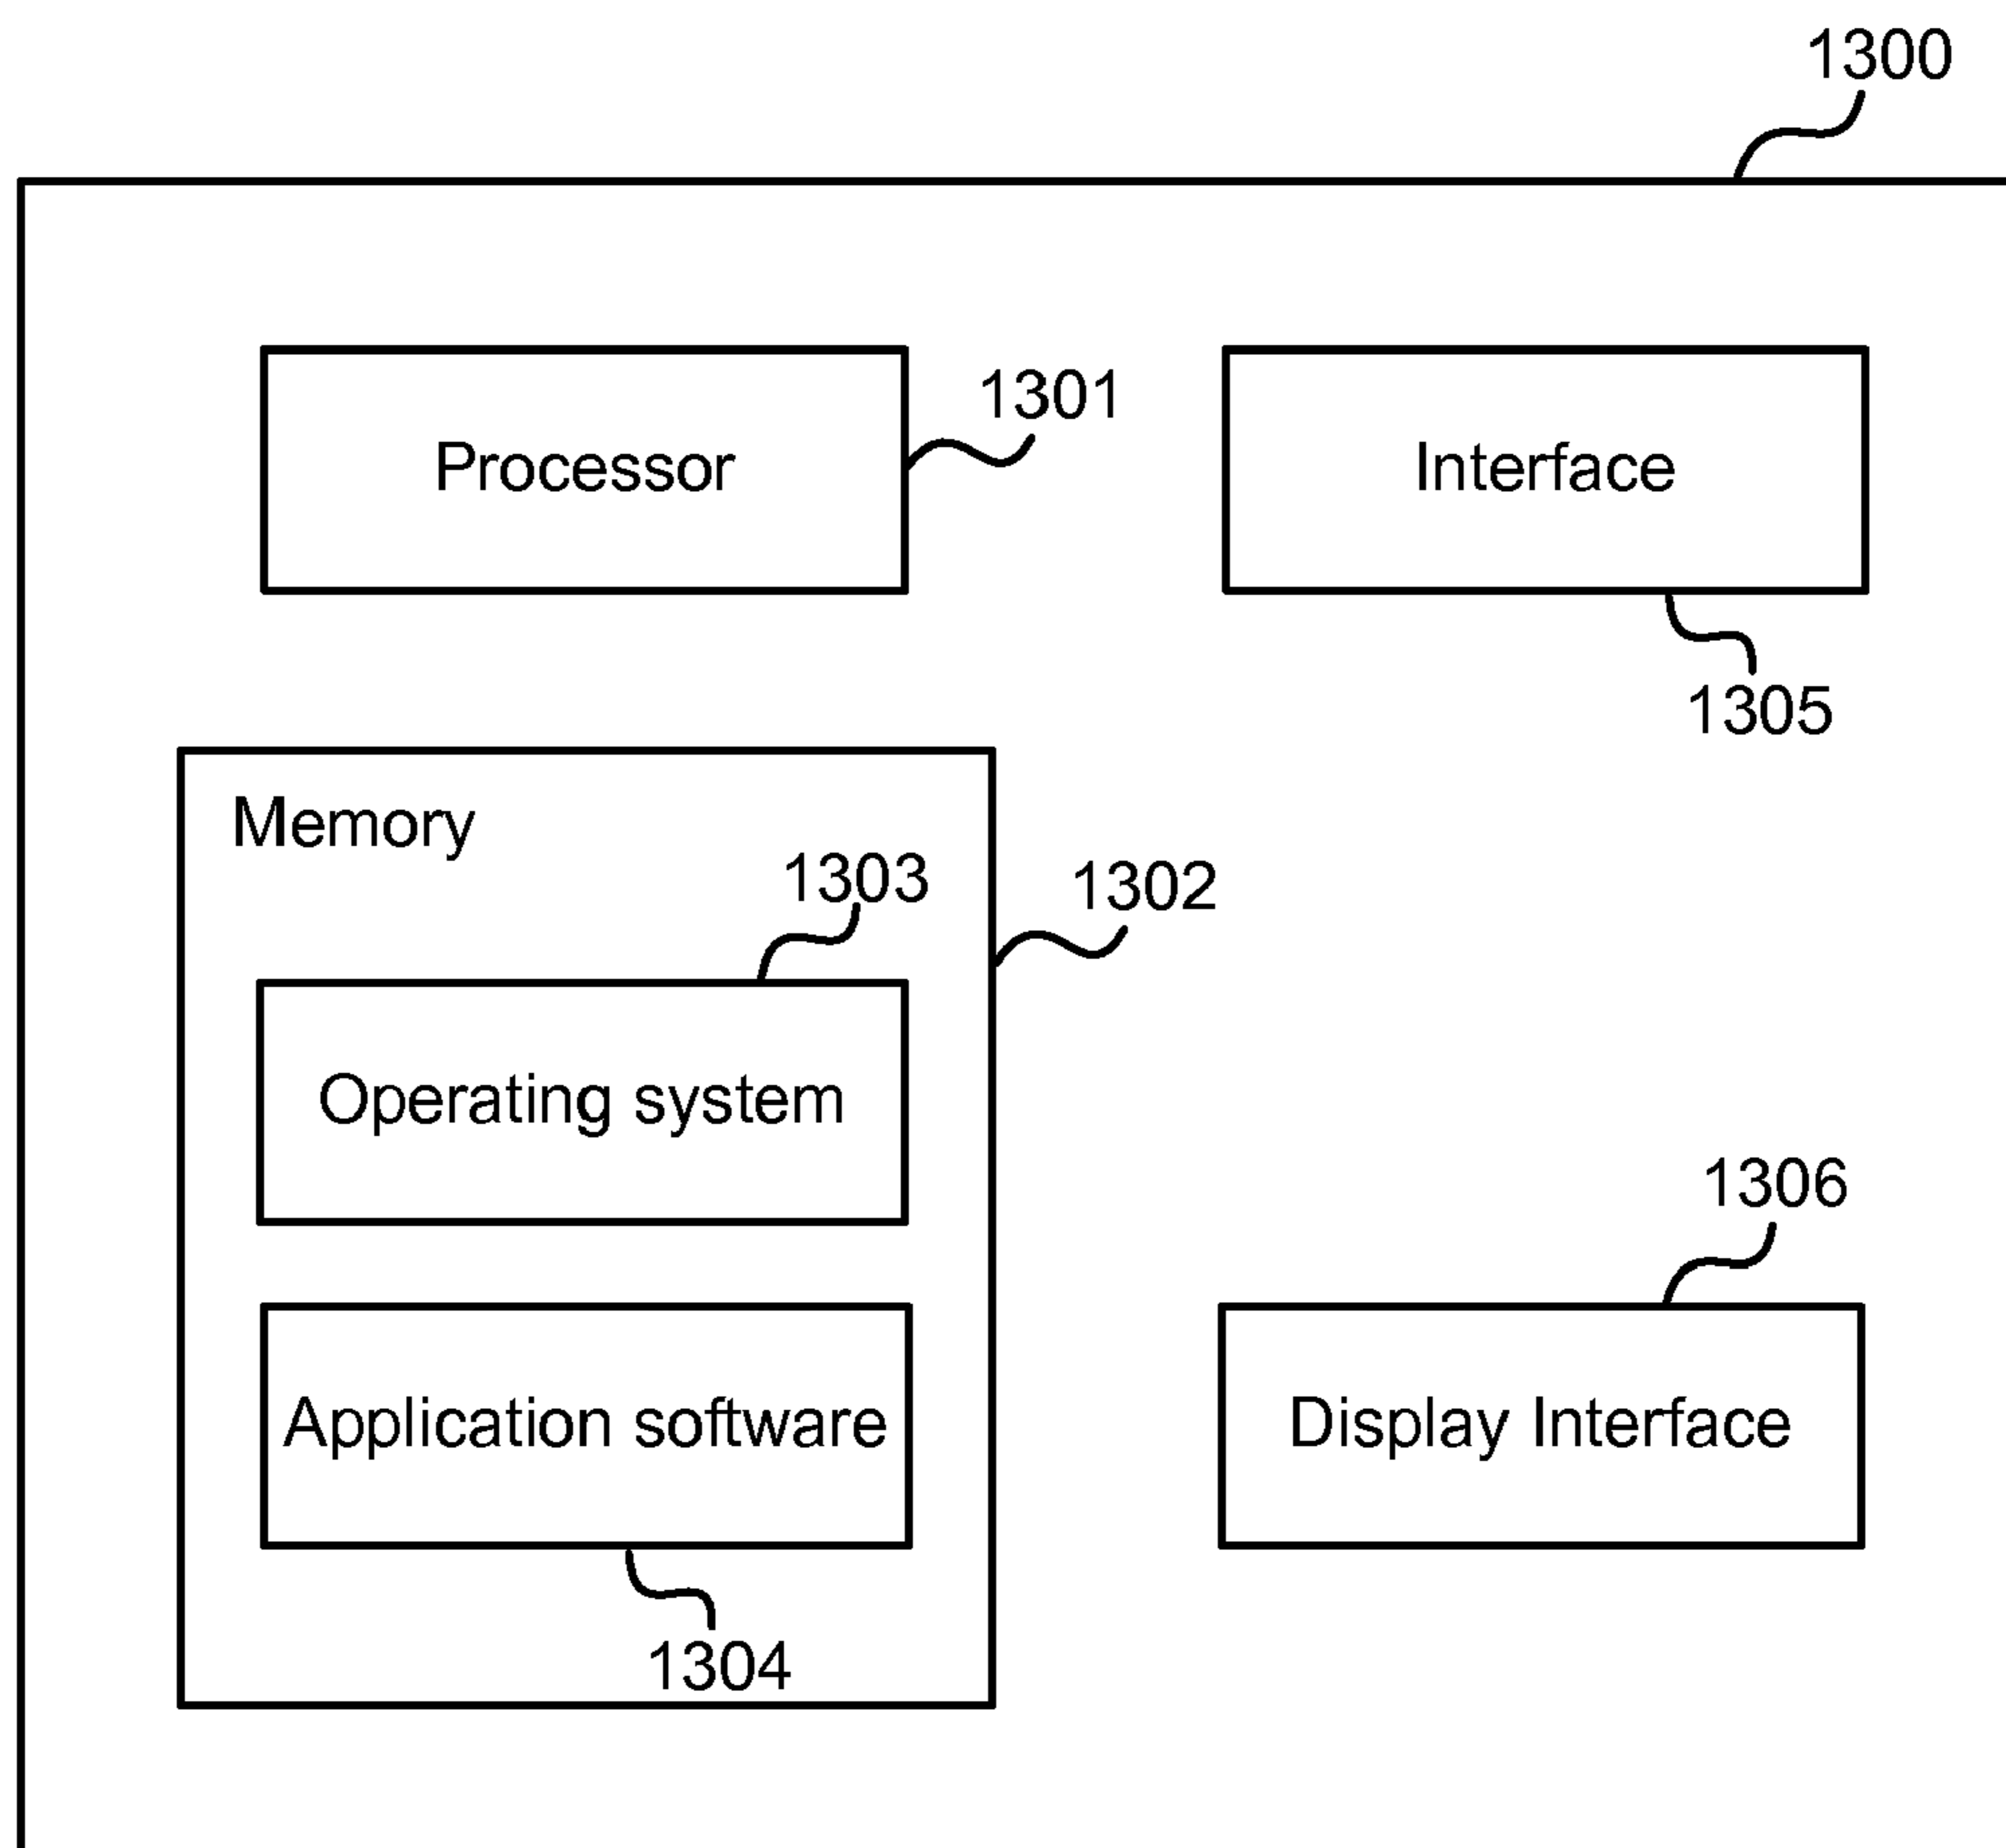 1300
Processor
1301
Interface
1305
Memory
1303
1302
Operating system
1306
Application software
Display Interface
1304